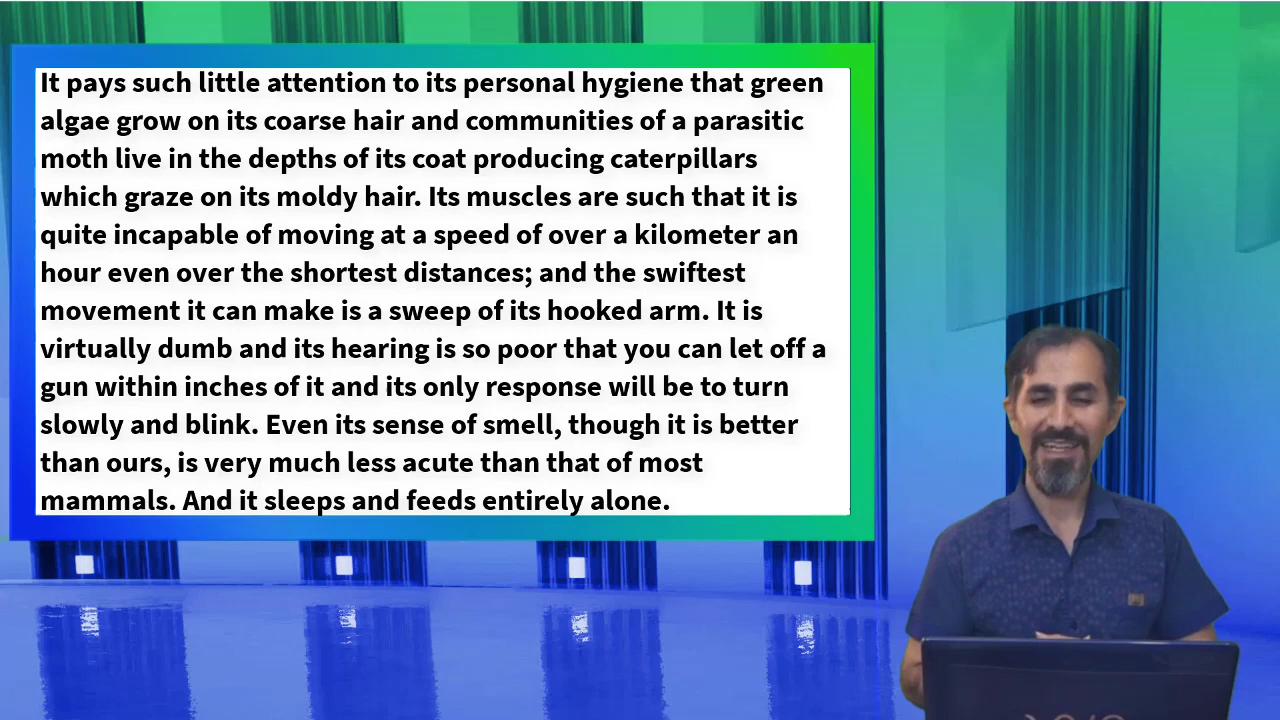 It pays such little attention to its personal hygiene that green
algae grow on its coarse hair and communities of a parasitic
moth live in the depths of its coat producing caterpillars
which graze on its moldy hair. Its muscles are such that it is
quite incapable of moving at a speed of over a kilometer an
hour even over the shortest distances; and the swiftest
movement it can make is a sweep of its hooked arm. It is
virtually dumb and its hearing is so poor that you can let off a
gun within inches of it and its only response will be to turn
slowly and blink. Even its sense of smell, though it is better
than ours, is very much less acute than that of most
mammals. And it sleeps and feeds entirely alone.